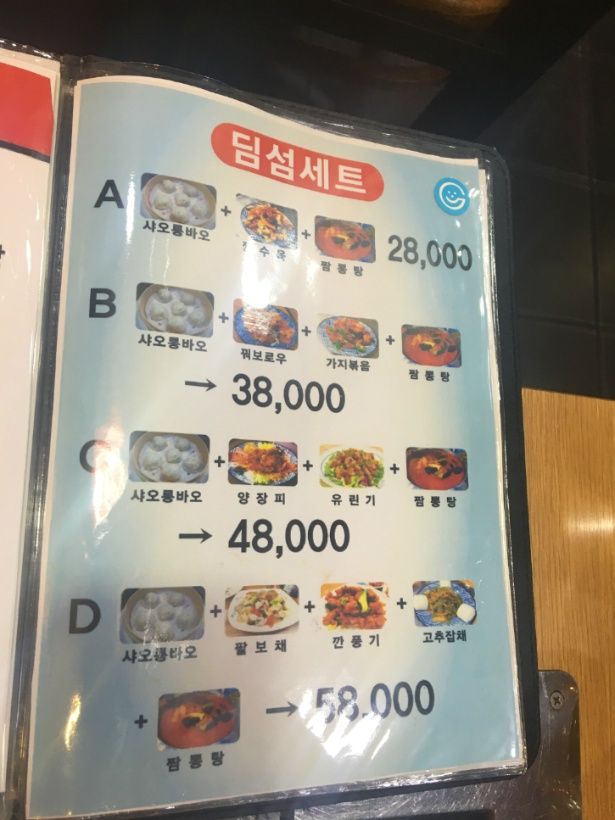 딤섬세트
A
샤오롱바오 + 탕수육 + 짬뽕탕 28,000
B
샤오롱바오 + 꿔보로우 + 가지볶음 + 짬뽕탕
→ 38,000
C
샤오롱바오 + 양장피 + 유린기 + 짬뽕탕
→ 48,000
D
샤오롱바오 + 팔보채 + 깐풍기 + 고추잡채
+ 짬뽕탕 → 58,000